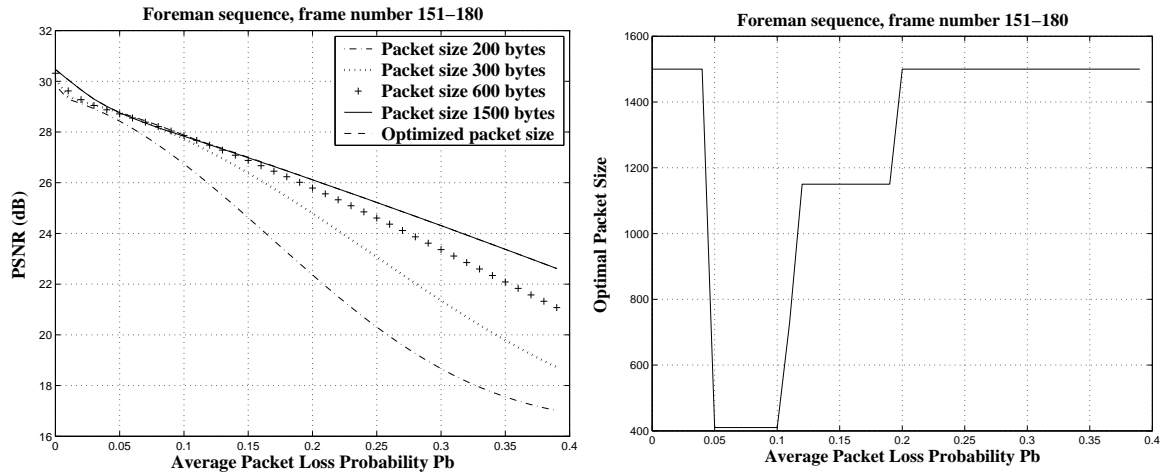 Foreman sequence, frame number 151−180
32
30
28
26
24
22
20
18
16
PSNR (dB)
Packet size 200 bytes
Packet size 300 bytes
Packet size 600 bytes
Packet size 1500 bytes
Optimized packet size
0 0.05 0.1 0.15 0.2 0.25 0.3 0.35 0.4
Average Packet Loss Probability Pb
Foreman sequence, frame number 151−180
1600
1400
1200
1000
800
600
400
Optimal Packet Size
0 0.05 0.1 0.15 0.2 0.25 0.3 0.35 0.4
Average Packet Loss Probability Pb